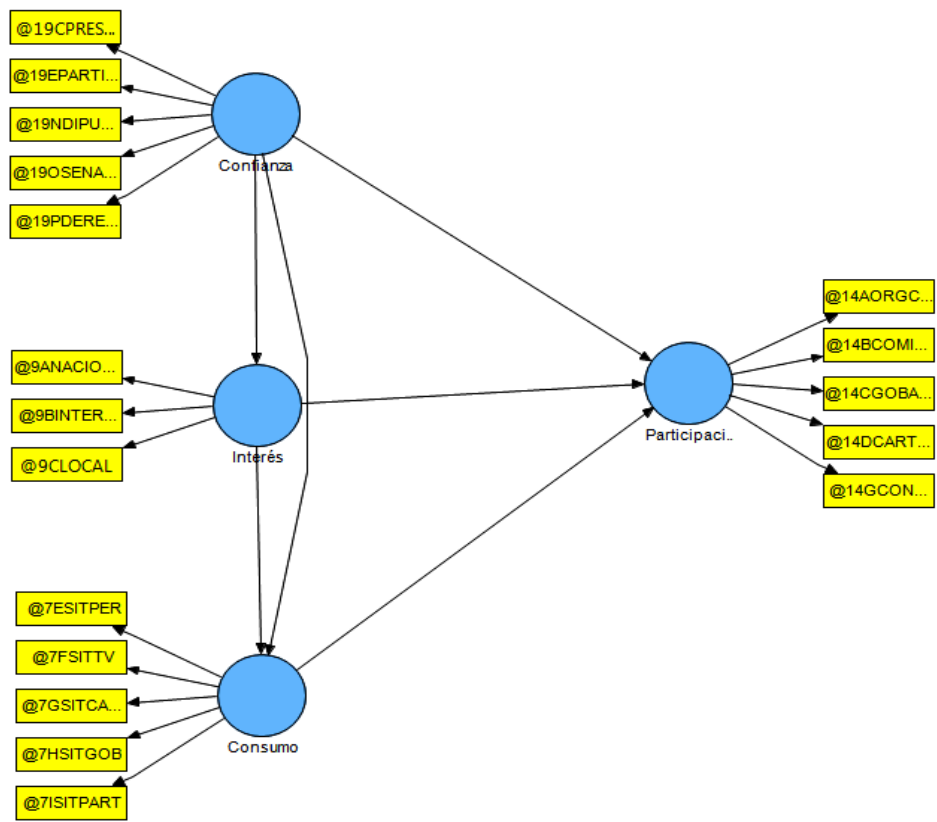 @19CPRES...
@19EPARTI...
@19NDIPU...
@19OSENA...
@19PDERE...
Confianza
@9ANACIO...
@9BINTER...
@9CLOCAL
Interés
@7ESITPER
@7FSITTV
@7GSITCA...
@7HSITGOB
@7ISITPART
Consumo
@14AORGC...
@14BCOMI...
@14CGOBA...
@14DCART...
@14GCON...
Participaci..